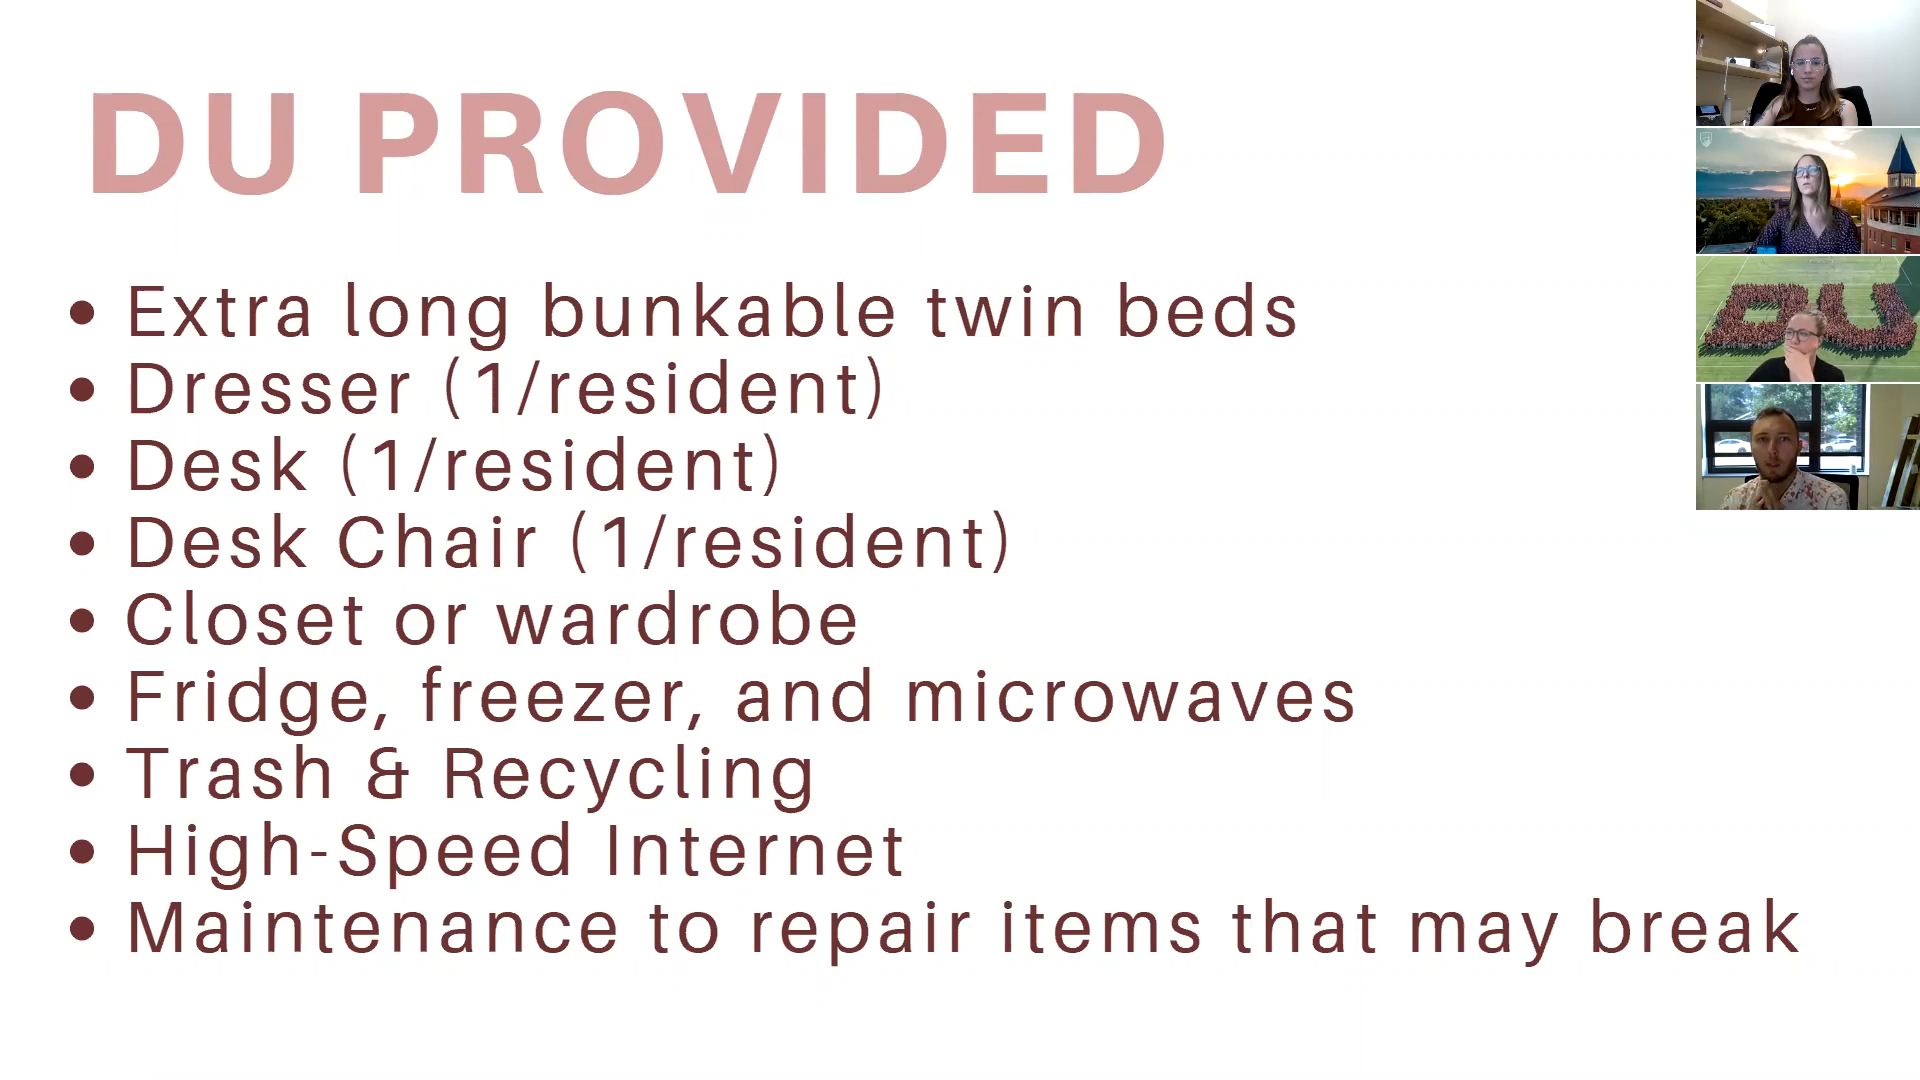 DU PROVIDED
• Extra long bunkable twin beds
• Dresser (1/resident)
• Desk (1/resident)
• Desk Chair (1/resident)
• Closet or wardrobe
• Fridge, freezer, and microwaves
• Trash & Recycling
• High-Speed Internet
• Maintenance to repair items that may break
DU